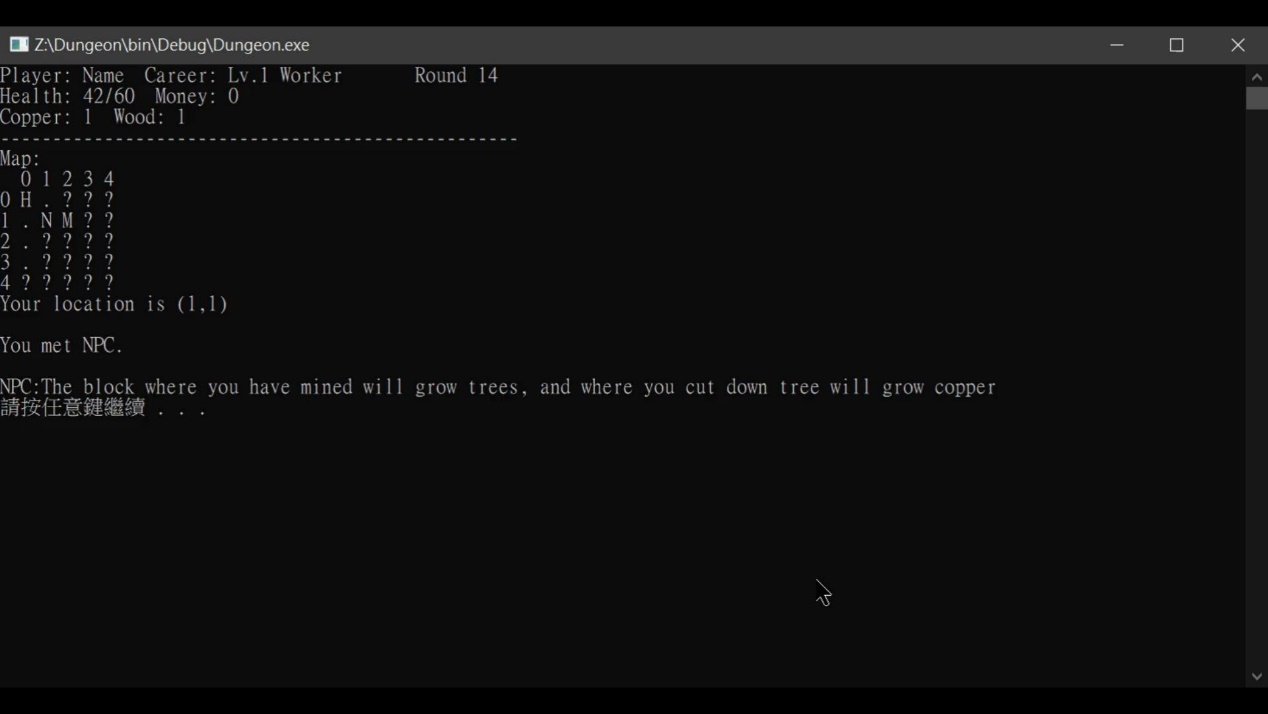 Z:\Dungeon\bin\Debug\Dungeon.exe
Player: Name  Career: Lv.1 Worker       Round 14
Health: 42/60  Money: 0
Copper: 1  Wood: 1
--------------------------------------------------
Map:
  0 1 2 3 4
0 H . ? ? ?
1 . N M ? ?
2 . ? ? ? ?
3 . ? ? ? ?
4 ? ? ? ? ?
Your location is (1,1)
You met NPC.
NPC:The block where you have mined will grow trees, and where you cut down tree will grow copper
請按任意鍵繼續 . . .